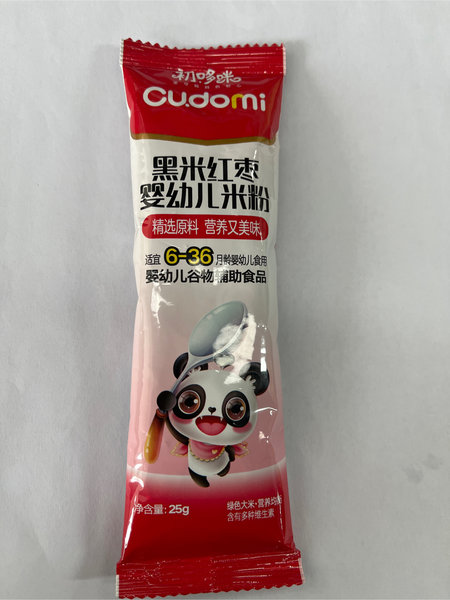 初哆咪
Cu.domi
黑米红枣
婴幼儿米粉
精选原料 营养又美味
适宜 6-36 月龄婴幼儿食用
婴幼儿谷物辅助食品
净含量: 25g
绿色大米·营养均衡
含有多种维生素